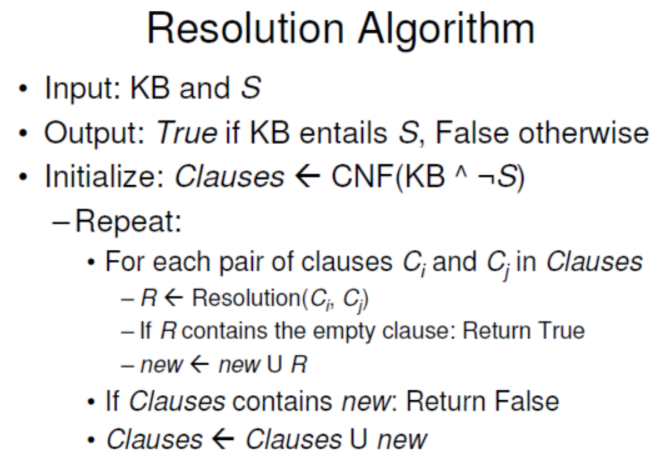 Resolution Algorithm
• Input: KB and S
• Output: True if KB entails S, False otherwise
• Initialize: Clauses ← CNF(KB ^ ¬S)
– Repeat:
• For each pair of clauses Ci and Cj in Clauses
– R ← Resolution(Ci, Cj)
– If R contains the empty clause: Return True
– new ← new U R
• If Clauses contains new: Return False
• Clauses ← Clauses U new